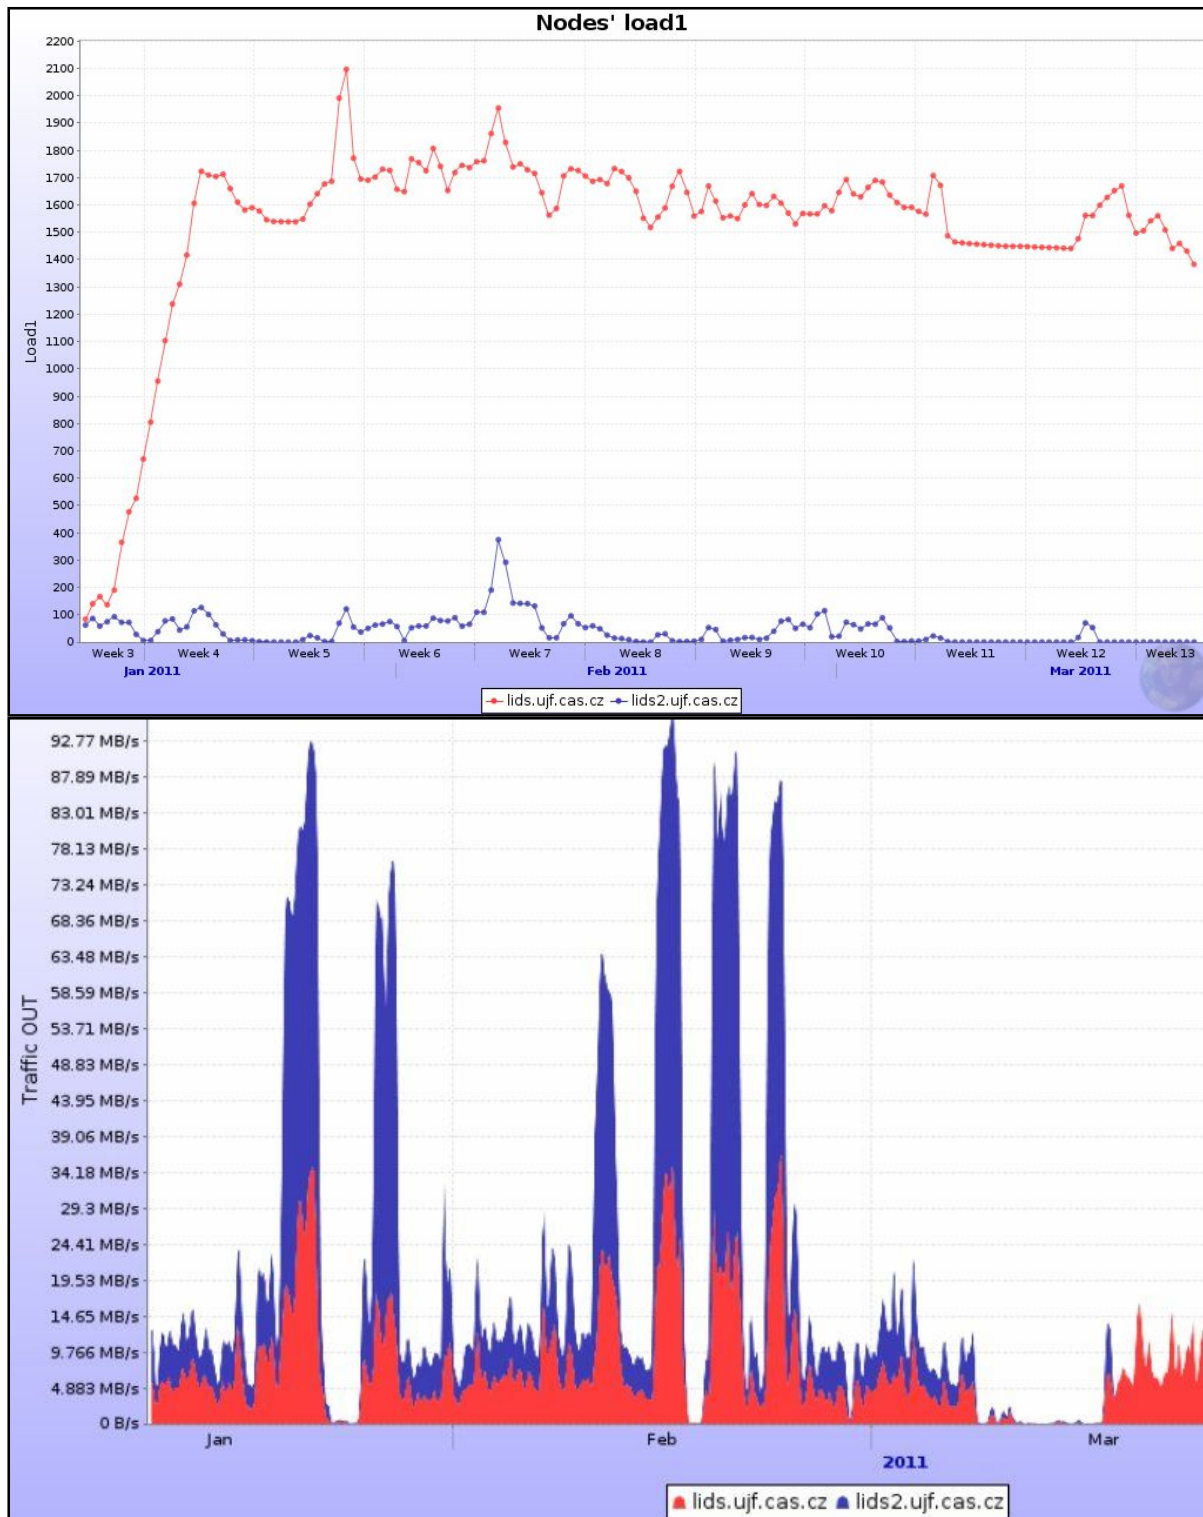 Nodes' load1
2200
2100
2000
1900
1800
1700
1600
1500
1400
1300
1200
1100
1000
900
800
700
600
500
400
300
200
100
0
Load1
Week 3 Week 4 Week 5 Week 6 Week 7 Week 8 Week 9 Week 10 Week 11 Week 12 Week 13
Jan 2011 Feb 2011 Mar 2011
lids.ujf.cas.cz lids2.ujf.cas.cz
92.77 MB/s
87.89 MB/s
83.01 MB/s
78.13 MB/s
73.24 MB/s
68.36 MB/s
63.48 MB/s
58.59 MB/s
53.71 MB/s
48.83 MB/s
43.95 MB/s
39.06 MB/s
34.18 MB/s
29.3 MB/s
24.41 MB/s
19.53 MB/s
14.65 MB/s
9.766 MB/s
4.883 MB/s
0 B/s
Traffic OUT
Jan Feb Mar
2011
lids.ujf.cas.cz lids2.ujf.cas.cz